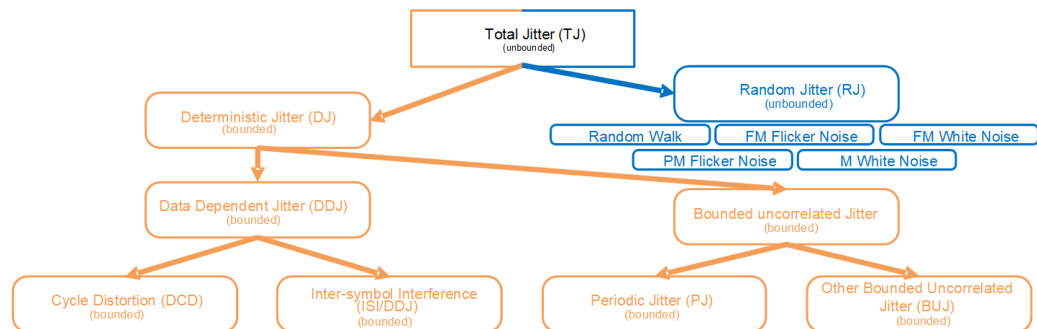 Total Jitter (TJ)
(unbounded)
Random Jitter (RJ)
(unbounded)
Deterministic Jitter (DJ)
(bounded)
Random Walk
FM Flicker Noise
FM White Noise
PM Flicker Noise
M White Noise
Data Dependent Jitter (DDJ)
(bounded)
Bounded uncorrelated Jitter
(bounded)
Cycle Distortion (DCD)
(bounded)
Inter-symbol Interference
(ISI/DDJ)
(bounded)
Periodic Jitter (PJ)
(bounded)
Other Bounded Uncorrelated
Jitter (BUJ)
(bounded)